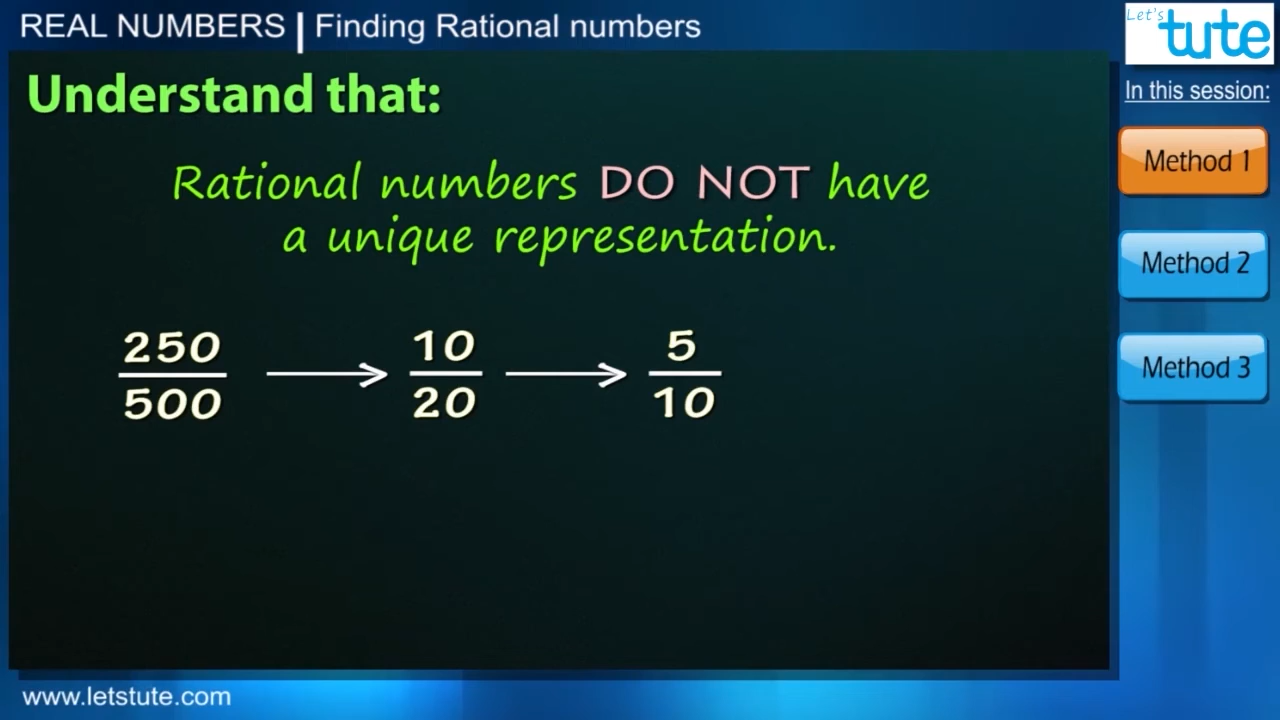 REAL NUMBERS | Finding Rational numbers
Let's tute
In this session:
Understand that:
Method 1
Rational numbers DO NOT have
a unique representation.
Method 2
250/500 → 10/20 → 5/10
Method 3
www.letstute.com